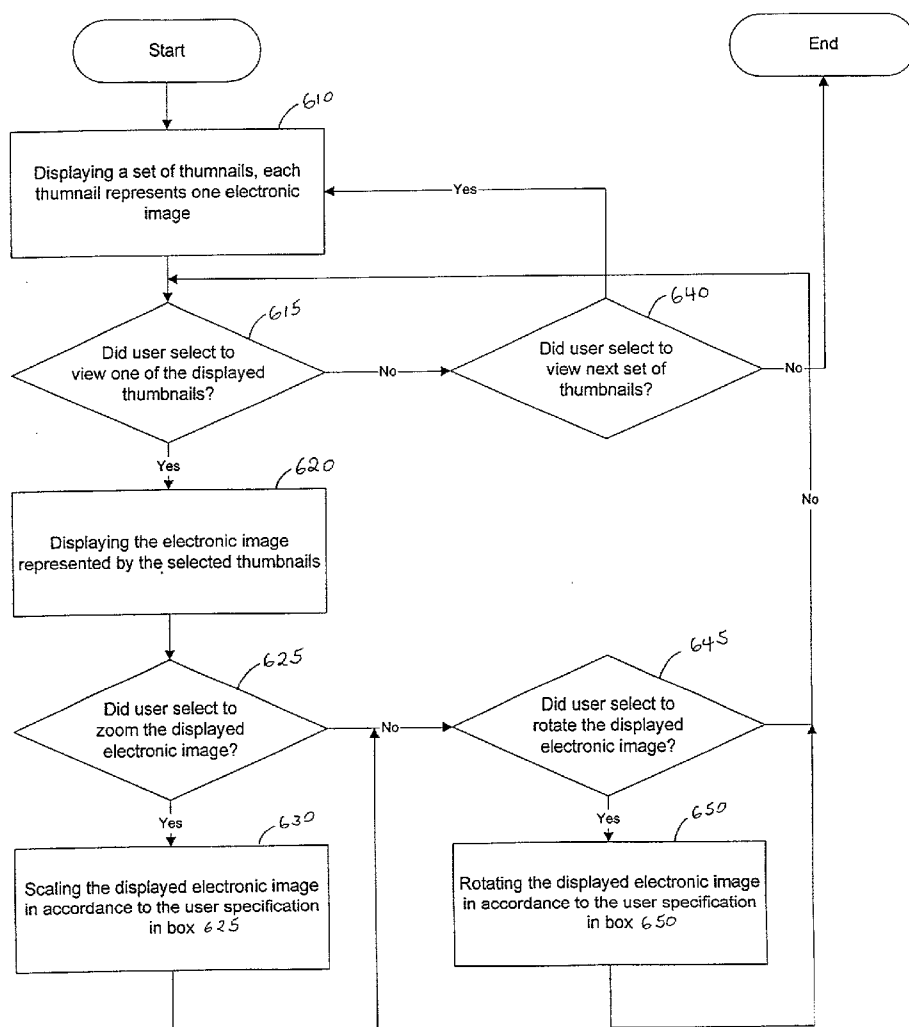 Start
End
610
Displaying a set of thumnails, each
thumnail represents one electronic
image
Yes
615
640
Did user select to
view one of the displayed
thumbnails?
No
Did user select to
view next set of
thumbnails?
No
Yes
620
No
Displaying the electronic image
represented by the selected thumbnails
625
645
Did user select to
zoom the displayed
electronic image?
No
Did user select to
rotate the displayed
electronic image?
Yes
630
Yes
650
Scaling the displayed electronic image
in accordance to the user specification
in box 625
Rotating the displayed electronic image
in accordance to the user specification
in box 650